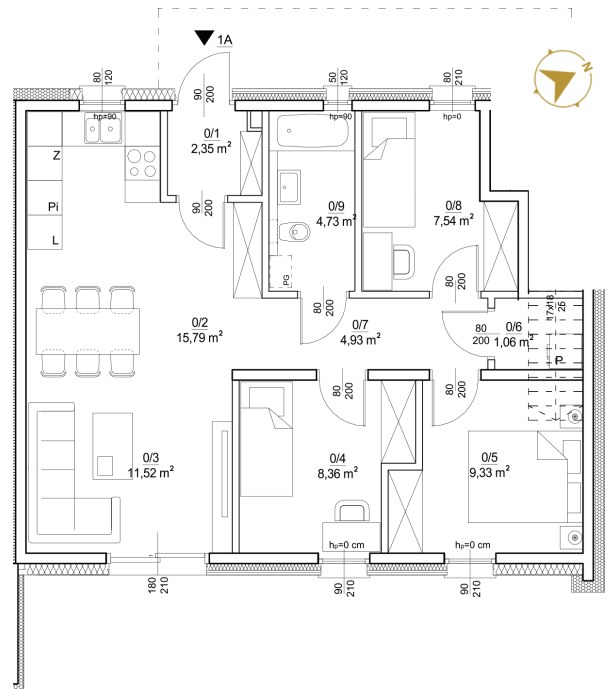 1A
N
80
120
90
200
50
120
80
210
hp=90
hp=90
hp=0
0/1
2,35 m²
Z
Pi
L
90
200
0/9
4,73 m²
0/8
7,54 m²
PG
80
200
80
200
17x18
25
0/2
15,79 m²
0/7
4,93 m²
80
200
0/6
1,06 m²
P
80
200
80
200
0/3
11,52 m²
0/4
8,36 m²
0/5
9,33 m²
hp=0 cm
hp=0 cm
180
210
90
210
90
210